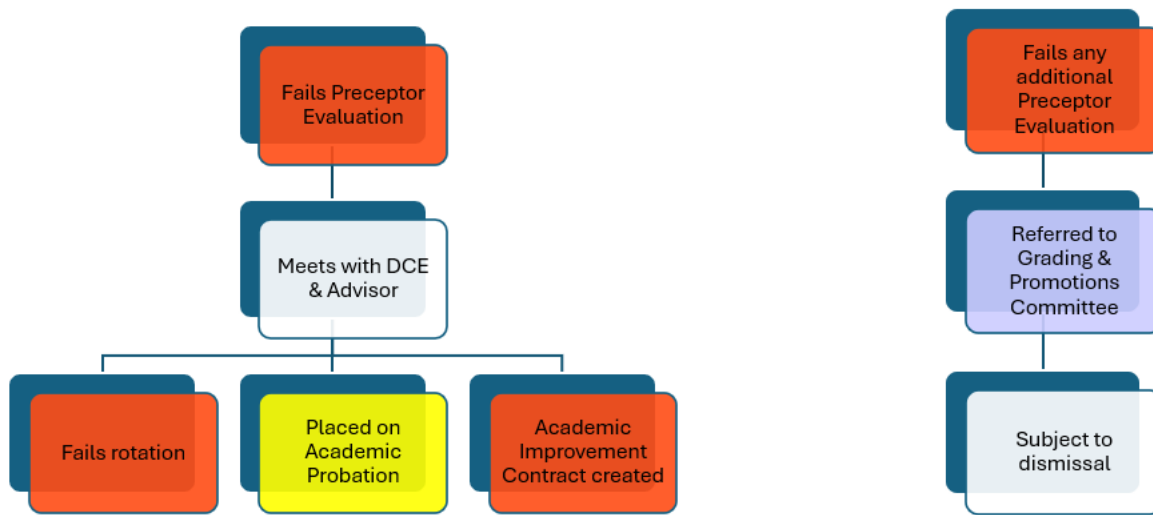 Fails Preceptor
Evaluation
Meets with DCE
& Advisor
Fails rotation
Placed on
Academic
Probation
Academic
Improvement
Contract created
Fails any
additional
Preceptor
Evaluation
Referred to
Grading &
Promotions
Committee
Subject to
dismissal